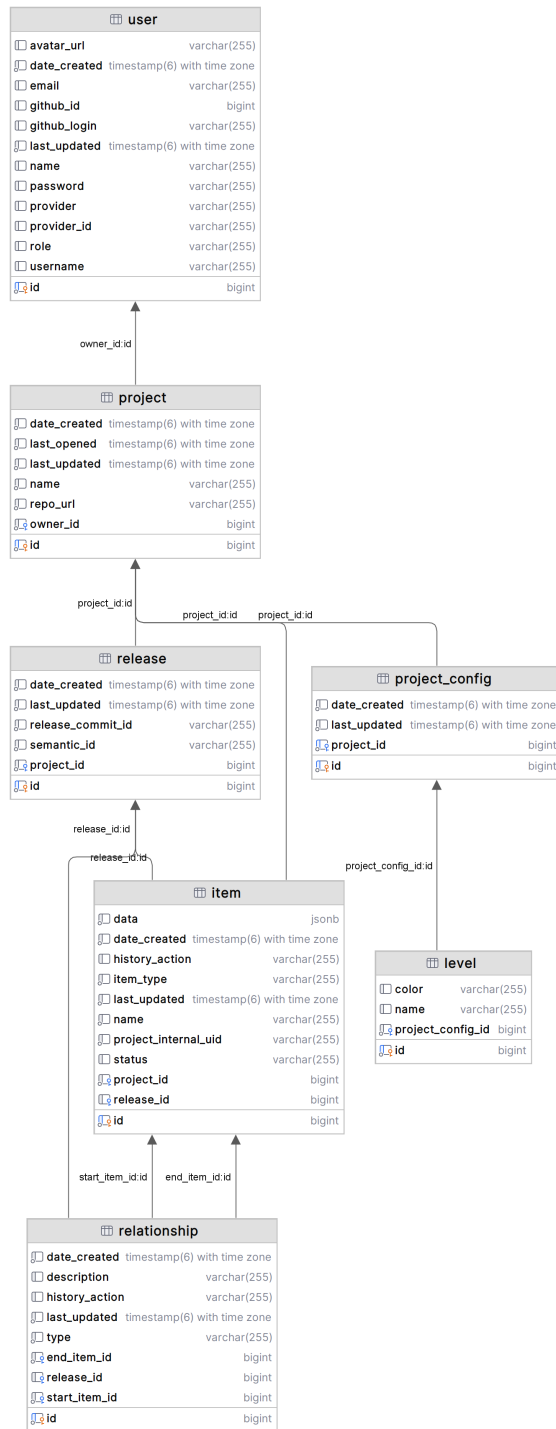 user
avatar_url varchar(255)
date_created timestamp(6) with time zone
email varchar(255)
github_id bigint
github_login varchar(255)
last_updated timestamp(6) with time zone
name varchar(255)
password varchar(255)
provider varchar(255)
provider_id varchar(255)
role varchar(255)
username varchar(255)
id bigint
owner_id:id
project
date_created timestamp(6) with time zone
last_opened timestamp(6) with time zone
last_updated timestamp(6) with time zone
name varchar(255)
repo_url varchar(255)
owner_id bigint
id bigint
project_id:id
project_id:id
project_id:id
release
date_created timestamp(6) with time zone
last_updated timestamp(6) with time zone
release_commit_id varchar(255)
semantic_id varchar(255)
project_id bigint
id bigint
project_config
date_created timestamp(6) with time zone
last_updated timestamp(6) with time zone
project_id bigint
id bigint
release_id:id
release_id:id
project_config_id:id
item
data jsonb
date_created timestamp(6) with time zone
history_action varchar(255)
item_type varchar(255)
last_updated timestamp(6) with time zone
name varchar(255)
project_internal_uid varchar(255)
status varchar(255)
project_id bigint
release_id bigint
id bigint
level
color varchar(255)
name varchar(255)
project_config_id bigint
id bigint
start_item_id:id
end_item_id:id
relationship
date_created timestamp(6) with time zone
description varchar(255)
history_action varchar(255)
last_updated timestamp(6) with time zone
type varchar(255)
end_item_id bigint
release_id bigint
start_item_id bigint
id bigint